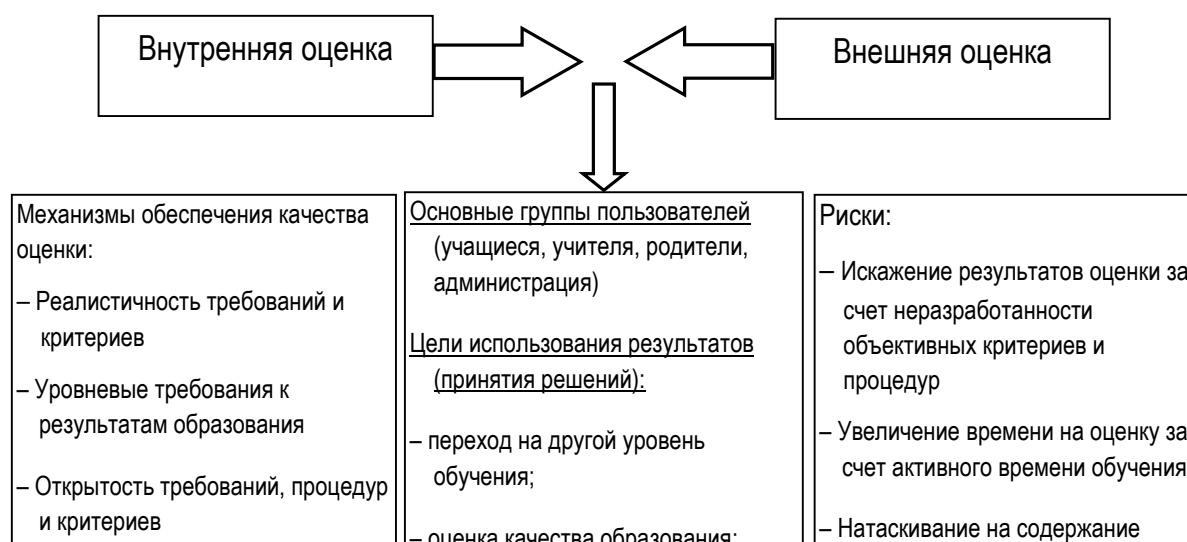 Внутренняя оценка
Внешняя оценка
Механизмы обеспечения качества
оценки:
– Реалистичность требований и
критериев
– Уровневые требования к
результатам образования
– Открытость требований, процедур
и критериев
Основные группы пользователей
(учащиеся, учителя, родители,
администрация)
Цели использования результатов
(принятия решений):
– переход на другой уровень
обучения;
– оценка качества образования;
Риски:
– Искажение результатов оценки за
счет неразработанности
объективных критериев и
процедур
– Увеличение времени на оценку за
счет активного времени обучения
– Натаскивание на содержание